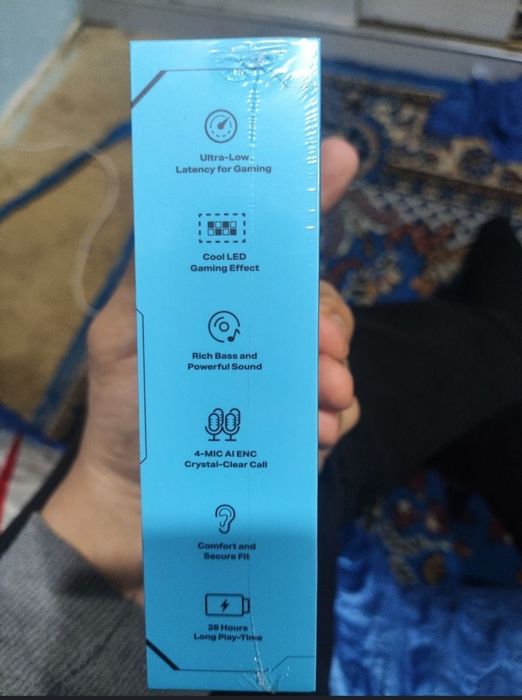 Ultra-Low
Latency for Gaming
Cool LED
Gaming Effect
Rich Bass and
Powerful Sound
4-MIC AI ENC
Crystal-Clear Call
Comfort and
Secure Fit
28 Hours
Long Play-Time